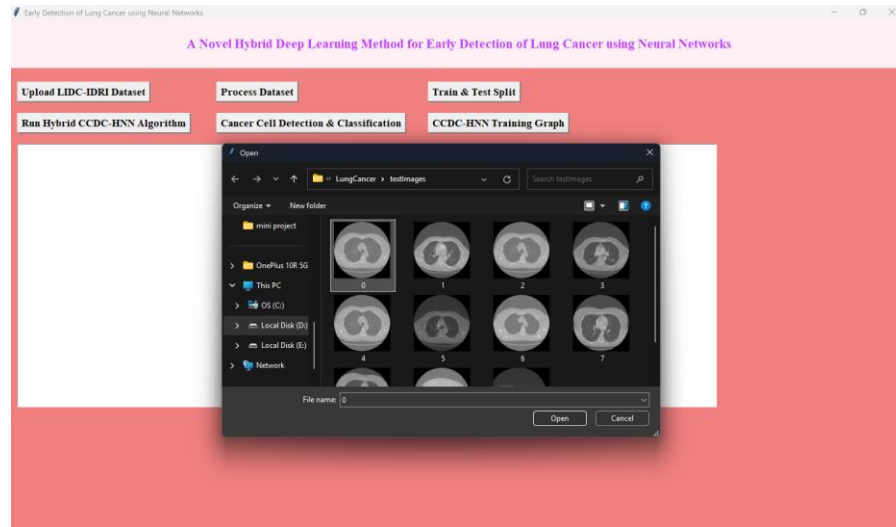 Early Detection of Lung Cancer using Neural Networks
A Novel Hybrid Deep Learning Method for Early Detection of Lung Cancer using Neural Networks
Upload LIDC-IDRI Dataset
Process Dataset
Train & Test Split
Run Hybrid CCDC-HNN Algorithm
Cancer Cell Detection & Classification
CCDC-HNN Training Graph
Open
« LungCancer › testImages
Search testImages
Organize
New folder
mini project
OnePlus 10R 5G
This PC
OS (C:)
Local Disk (D:)
Local Disk (E:)
Network
0
1
2
3
4
5
6
7
File name: 0
Open
Cancel